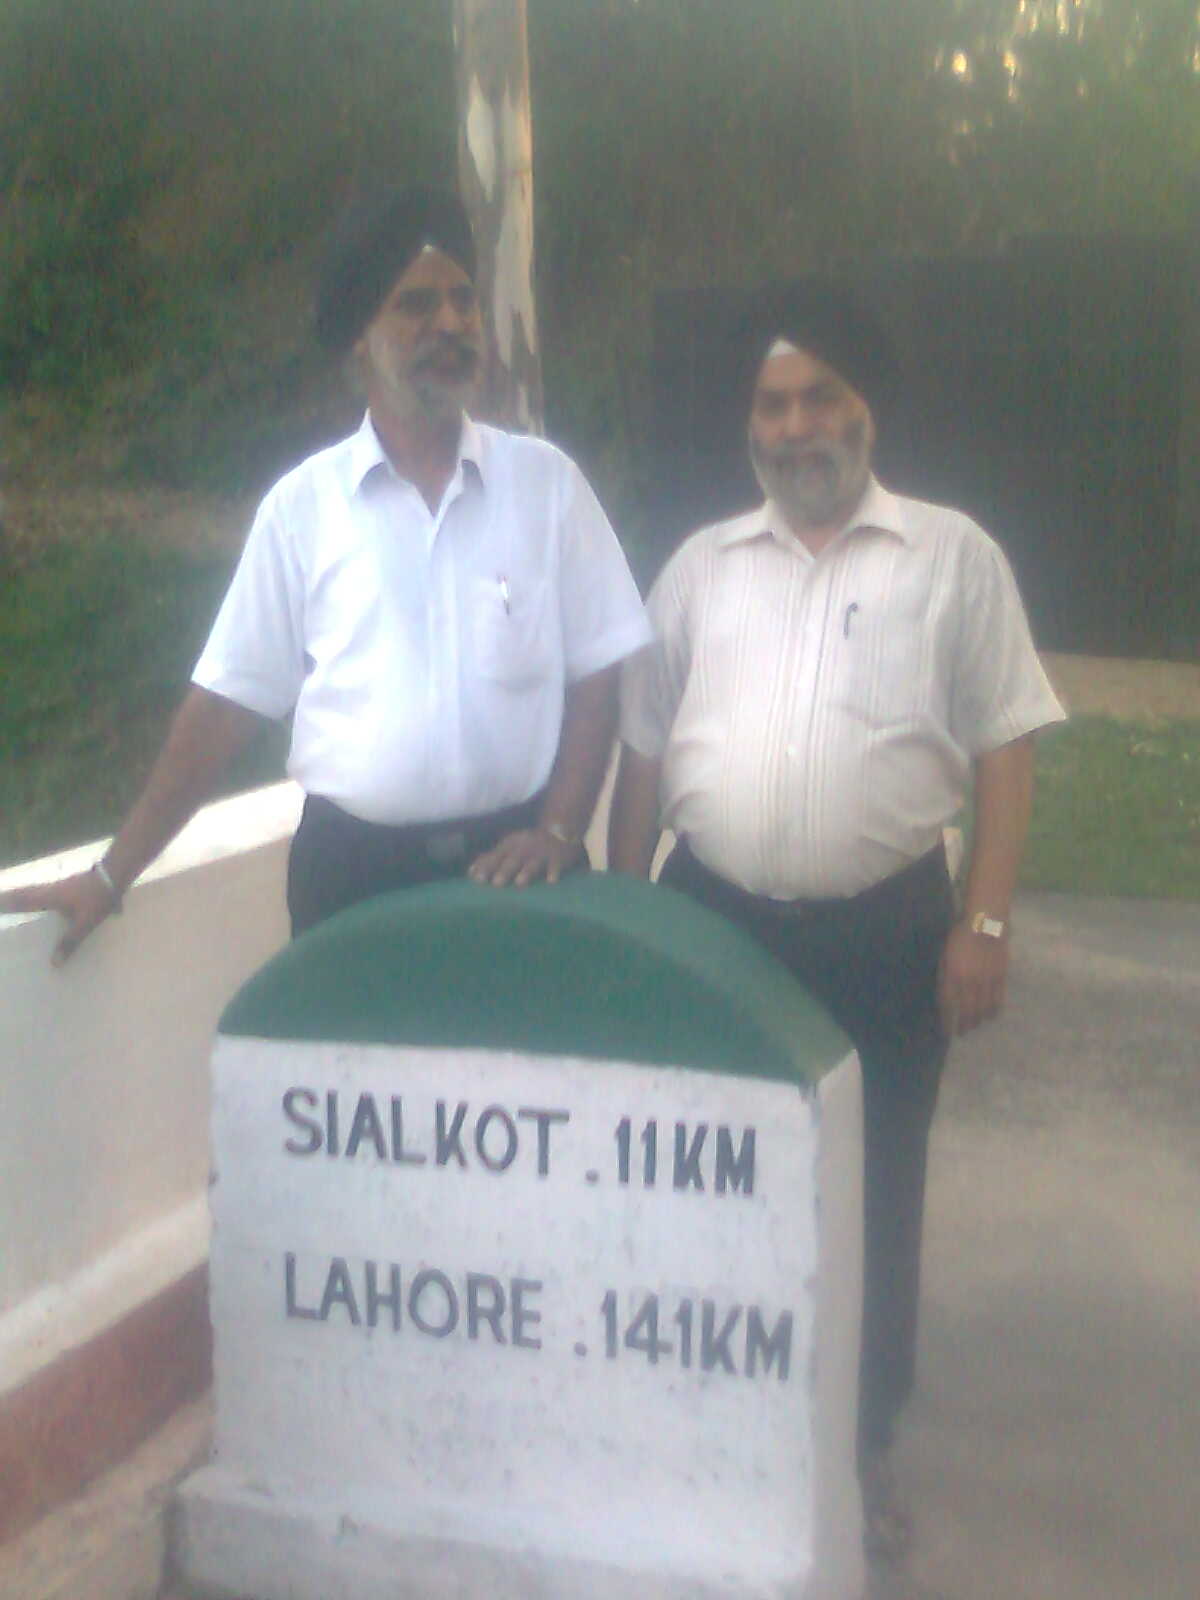 SIALKOT . 11KM
LAHORE . 141KM